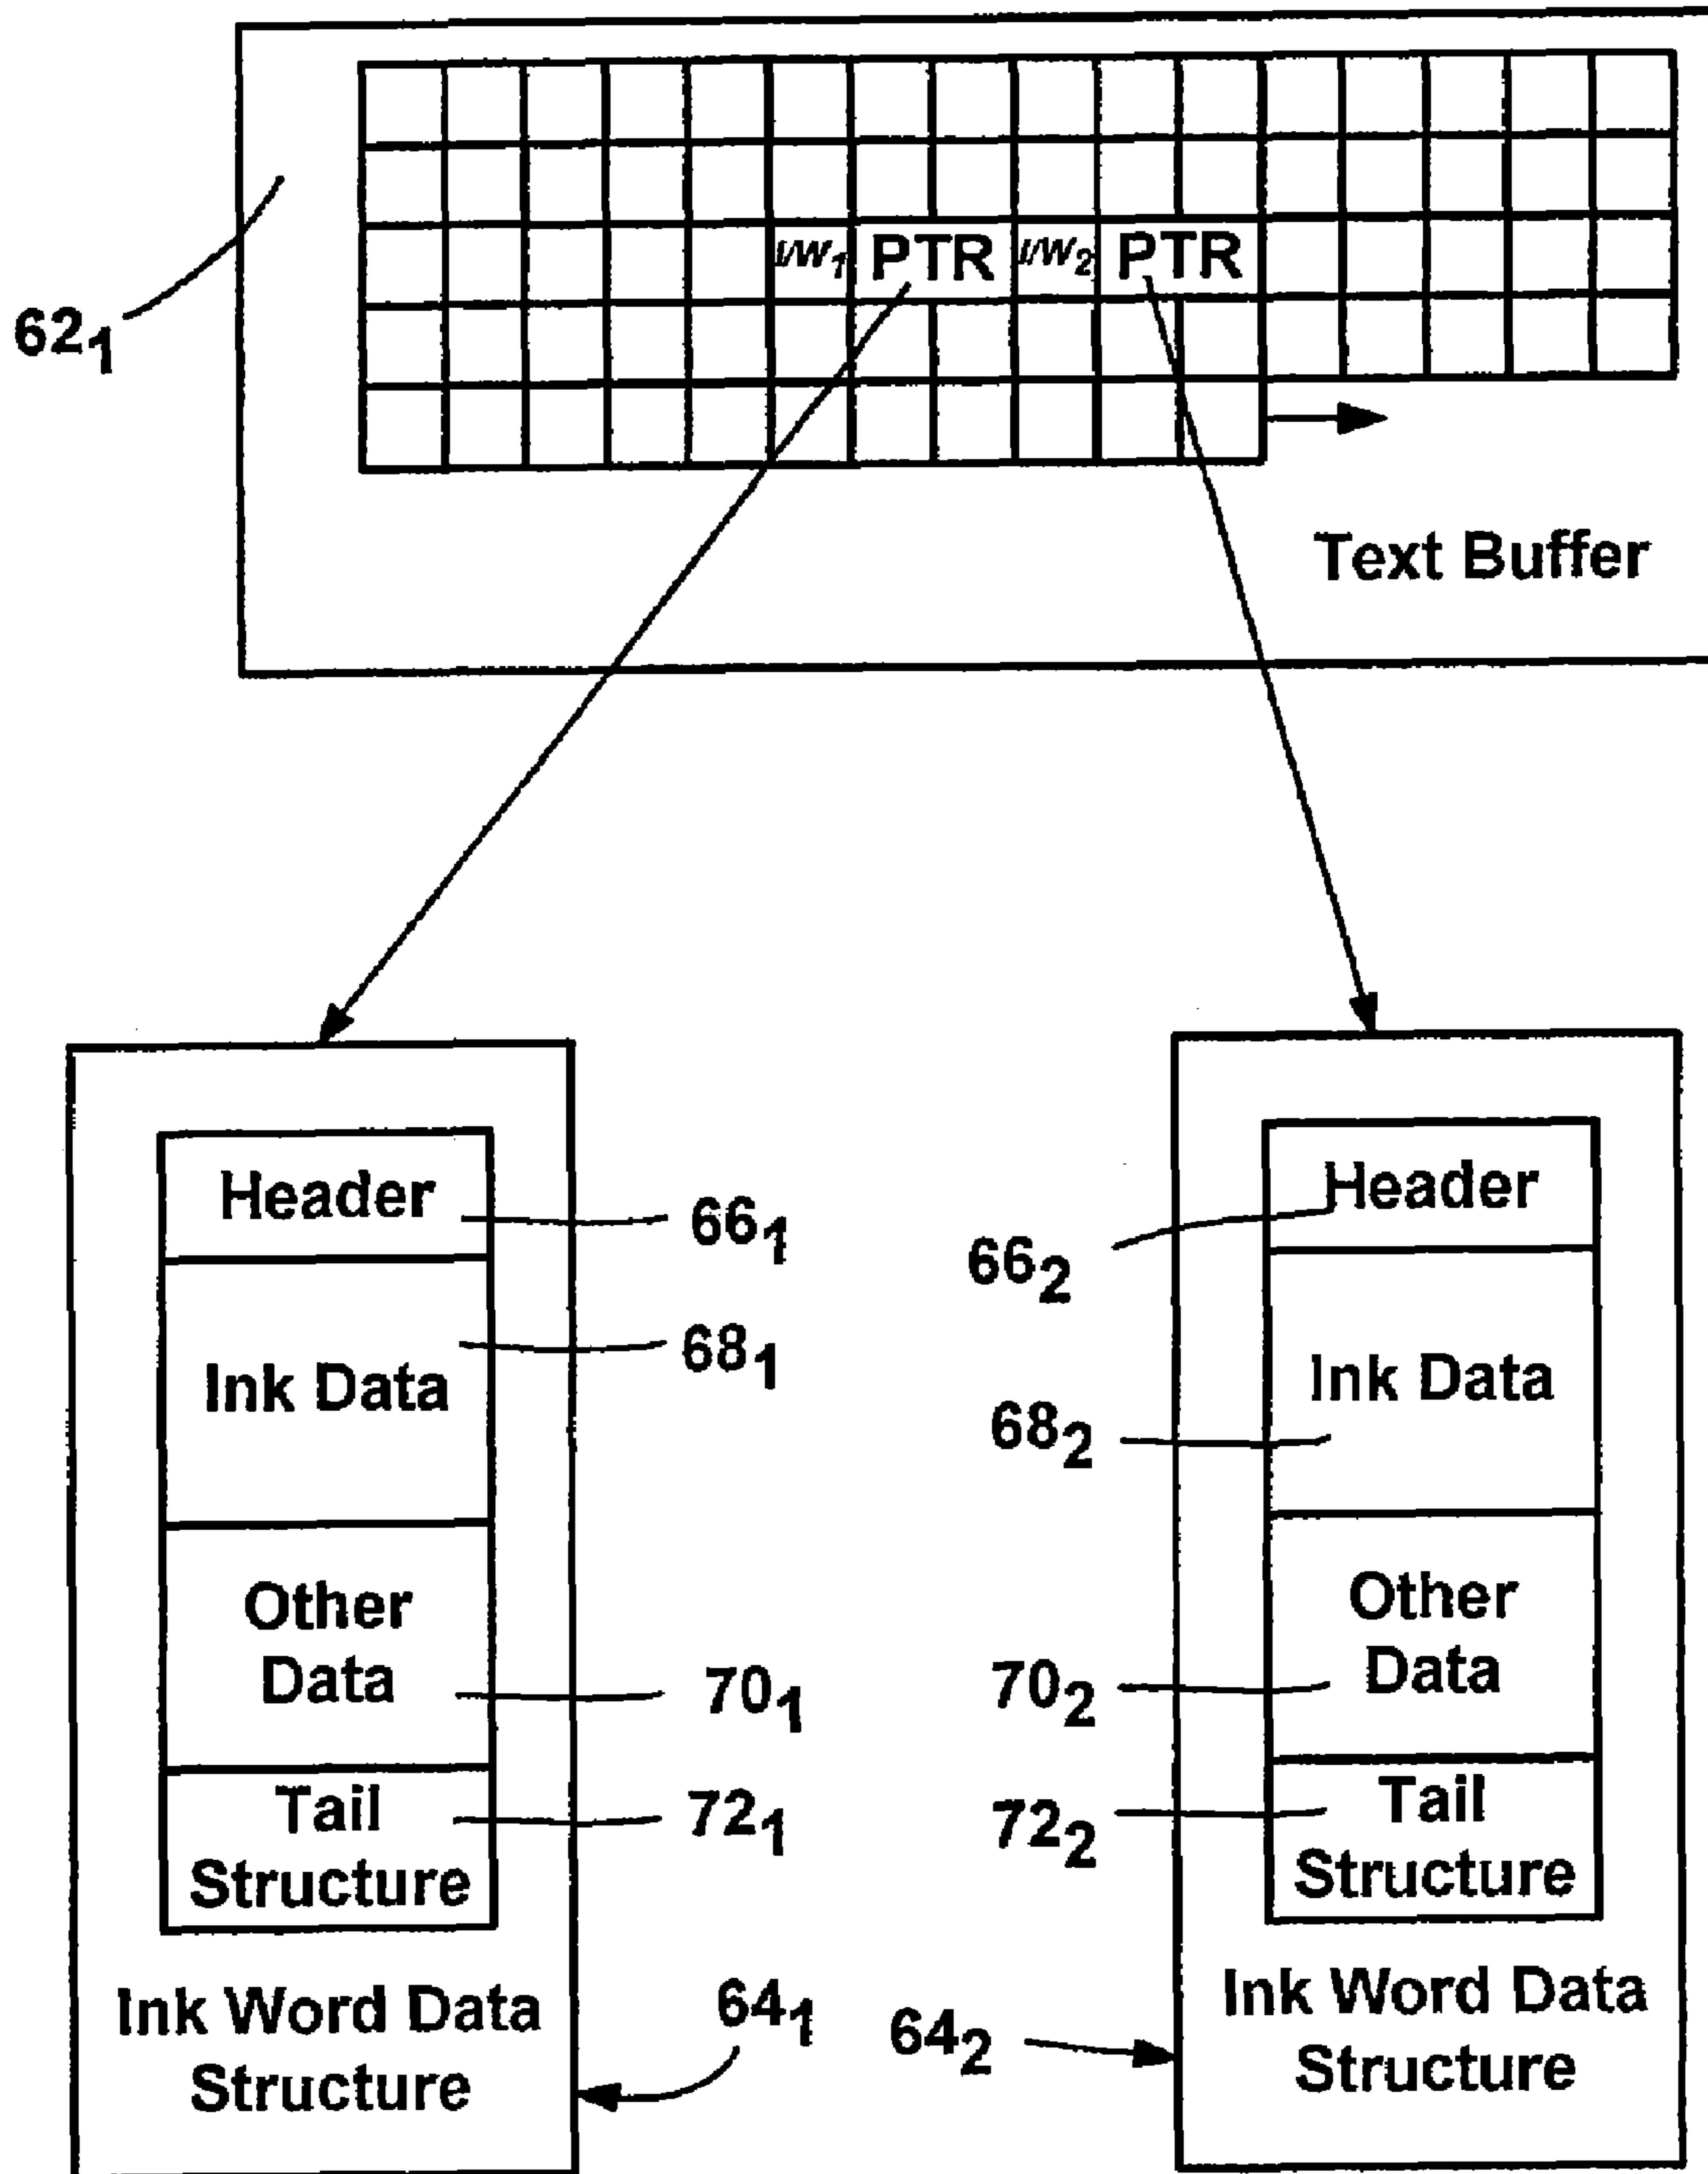 I/W₁ PTR I/W₂ PTR
62₁
Text Buffer
Header
66₁
Ink Data
68₁
Other
Data
70₁
Tail
Structure
72₁
Ink Word Data
Structure
64₁
Header
66₂
Ink Data
68₂
Other
Data
70₂
Tail
Structure
72₂
Ink Word Data
Structure
64₂